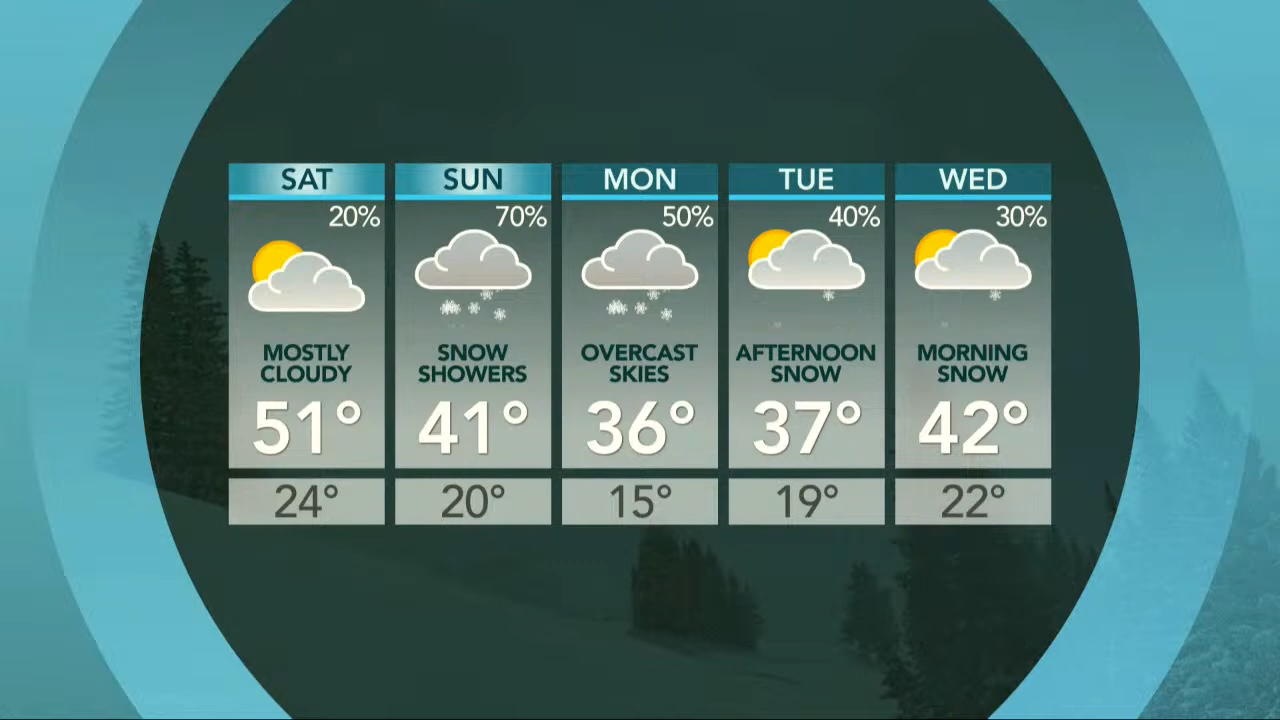 SAT
20%
MOSTLY
CLOUDY
51°
24°
SUN
70%
SNOW
SHOWERS
41°
20°
MON
50%
OVERCAST
SKIES
36°
15°
TUE
40%
AFTERNOON
SNOW
37°
19°
WED
30%
MORNING
SNOW
42°
22°